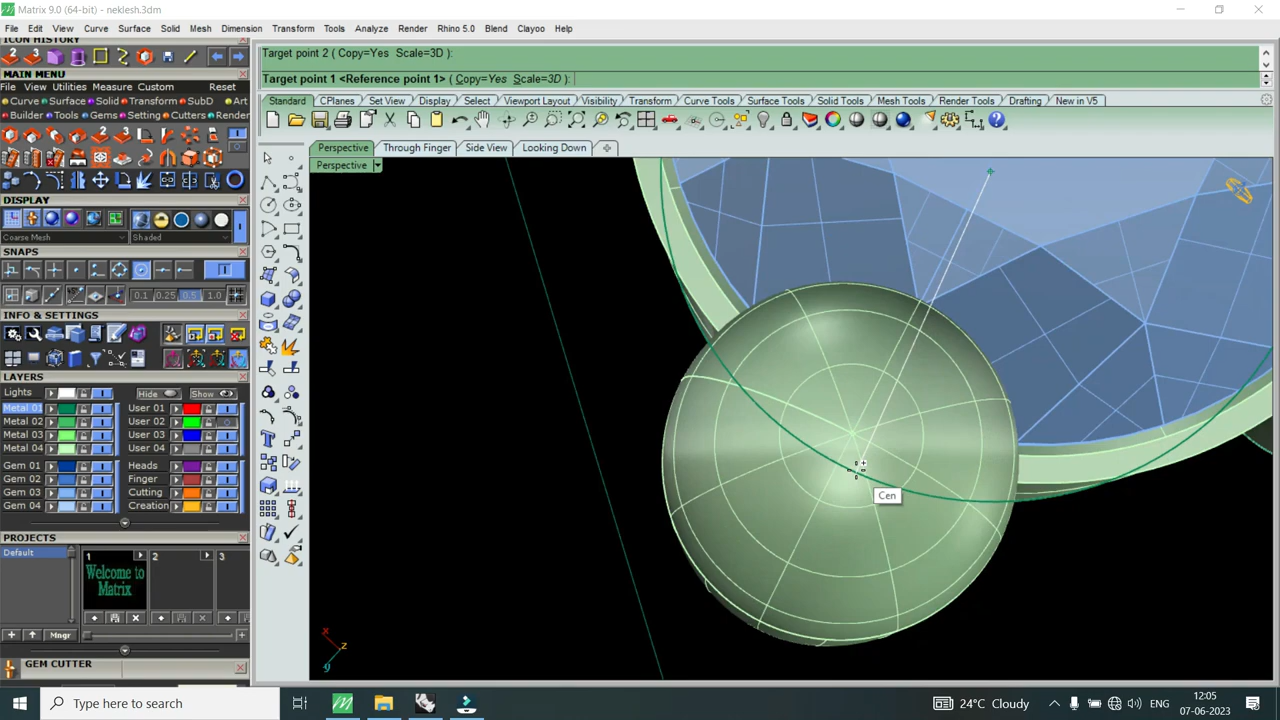 Matrix 9.0 (64-bit) - neklesh.3dm
File Edit View Curve Surface Solid Mesh Dimension Transform Tools Analyze Render Rhino 5.0 Blend Clayoo Help
ICON HISTORY
Target point 2 ( Copy=Yes Scale=3D ):
MAIN MENU
Target point 1 <Reference point 1> ( Copy=Yes Scale=3D ):
File Utilities Measure Custom Reset
Curve Surface Solid Transform SubD Art
Builder Tools Gems Setting Cutters Render
Standard CPlanes Set View Display Select Viewport Layout Visibility Transform Curve Tools Surface Tools Solid Tools Mesh Tools Render Tools Drafting New in V5
Perspective Through Finger Side View Looking Down
Perspective
DISPLAY
Coarse Mesh Shaded
SNAPS
0.1 0.25 0.5 1.0
INFO & SETTINGS
LAYERS
Lights Hide Show
Metal 01 User 01
Metal 02 User 02
Metal 03 User 03
Metal 04 User 04
Gem 01 Heads
Gem 02 Finger
Gem 03 Cutting
Gem 04 Creation
Cen
PROJECTS
Default
1 2 3
Welcome to
Matrix
Mngr
x
z
y
GEM CUTTER
Type here to search
24°C Cloudy
ENG
12:05
07-06-2023